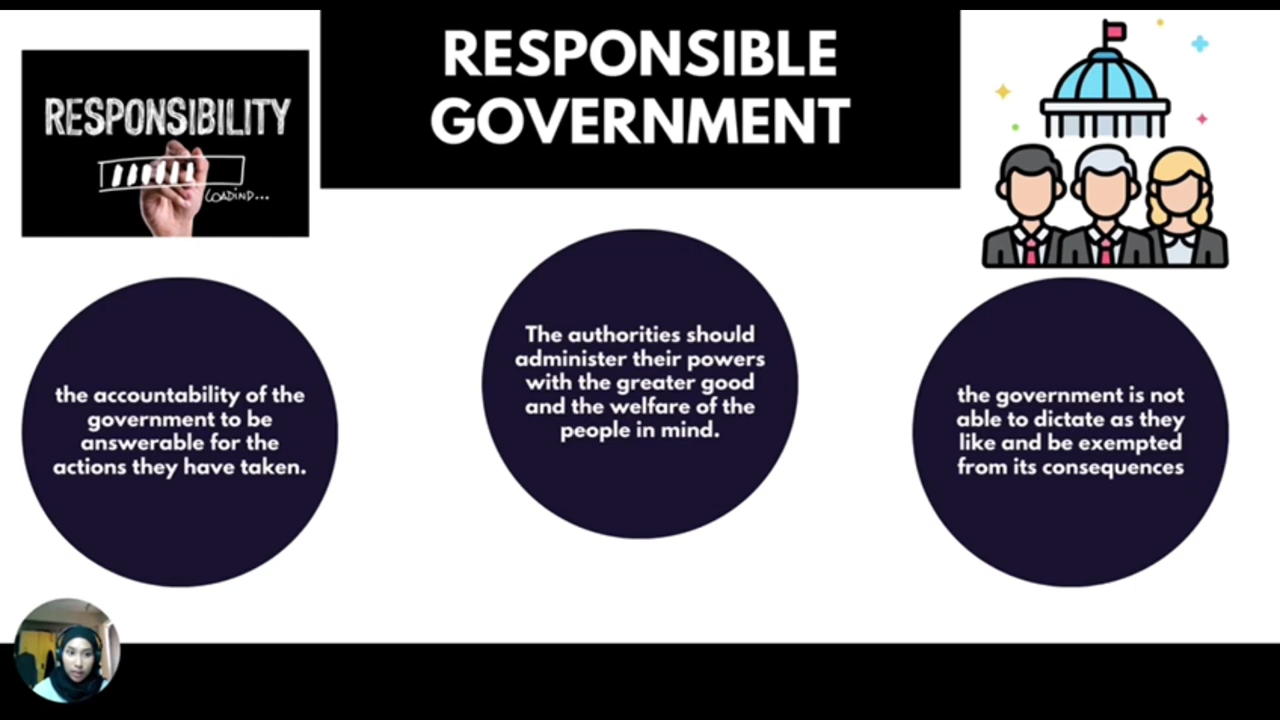 RESPONSIBLE
GOVERNMENT
RESPONSIBILITY
LOADIND...
the accountability of the
government to be
answerable for the
actions they have taken.
The authorities should
administer their powers
with the greater good
and the welfare of the
people in mind.
the government is not
able to dictate as they
like and be exempted
from its consequences